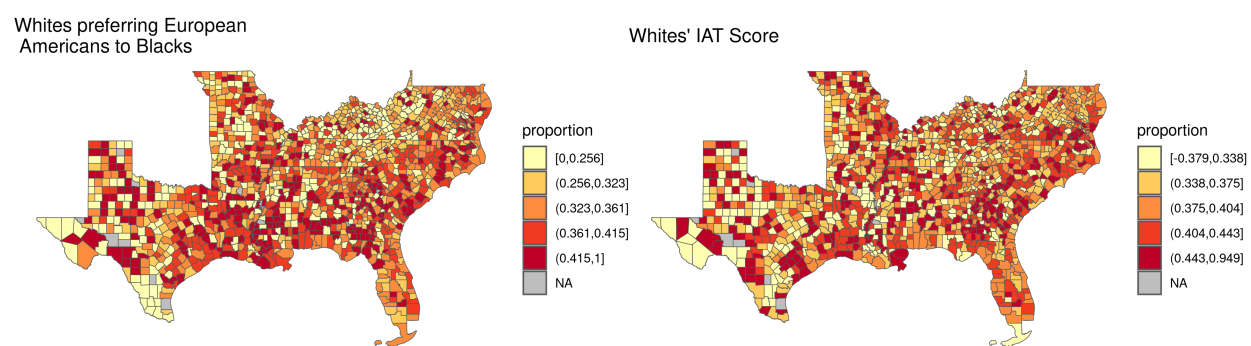 Whites preferring European
Americans to Blacks
proportion
[0,0.256]
(0.256,0.323]
(0.323,0.361]
(0.361,0.415]
(0.415,1]
NA
Whites' IAT Score
proportion
[-0.379,0.338]
(0.338,0.375]
(0.375,0.404]
(0.404,0.443]
(0.443,0.949]
NA